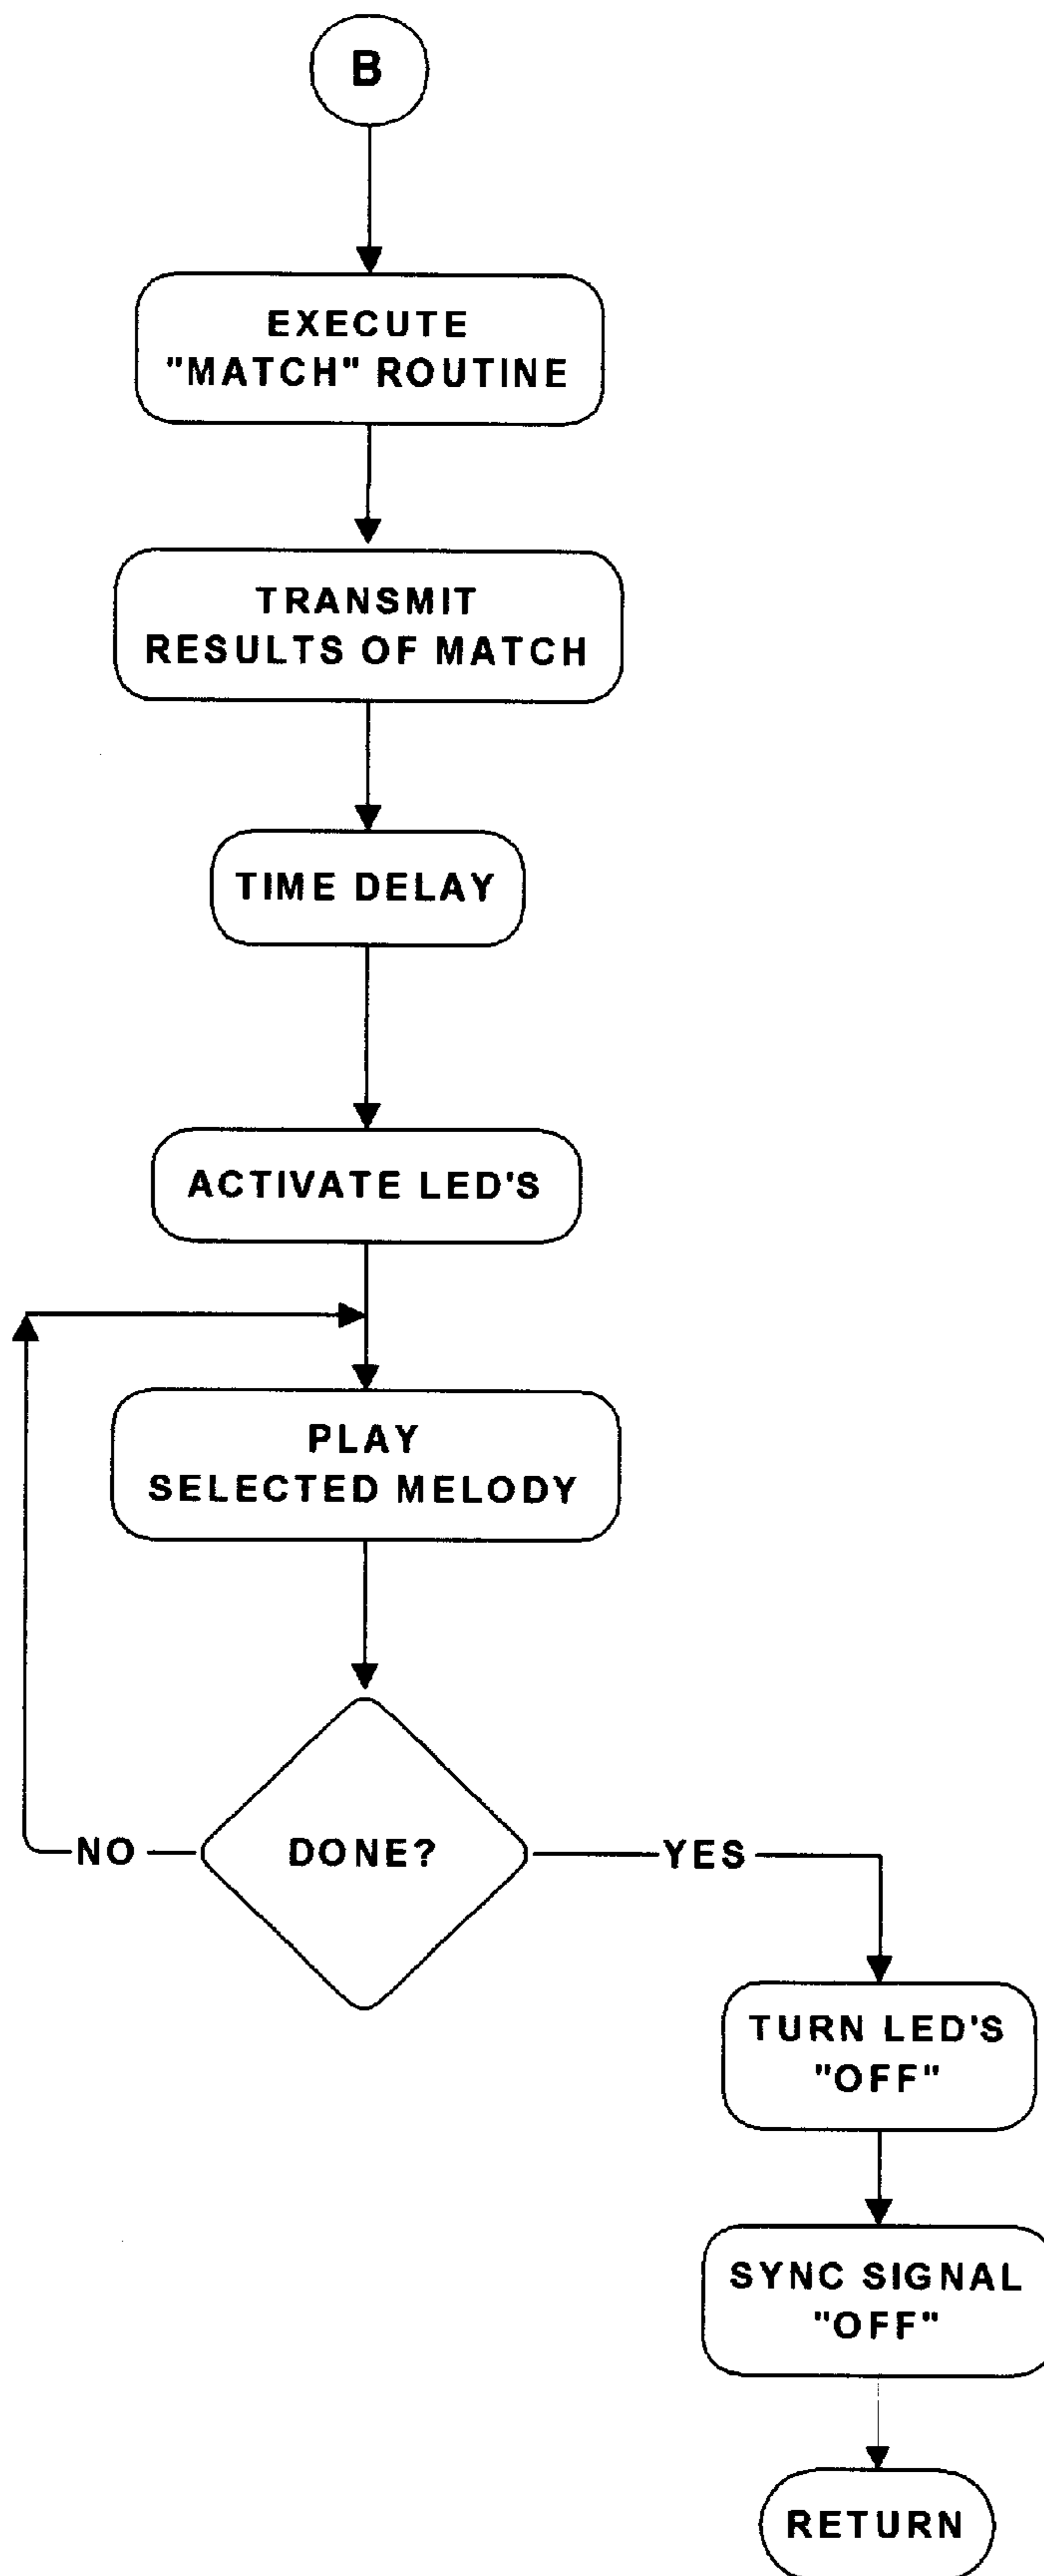 B
EXECUTE
"MATCH" ROUTINE
TRANSMIT
RESULTS OF MATCH
TIME DELAY
ACTIVATE LED'S
PLAY
SELECTED MELODY
DONE?
NO
YES
TURN LED'S
"OFF"
SYNC SIGNAL
"OFF"
RETURN